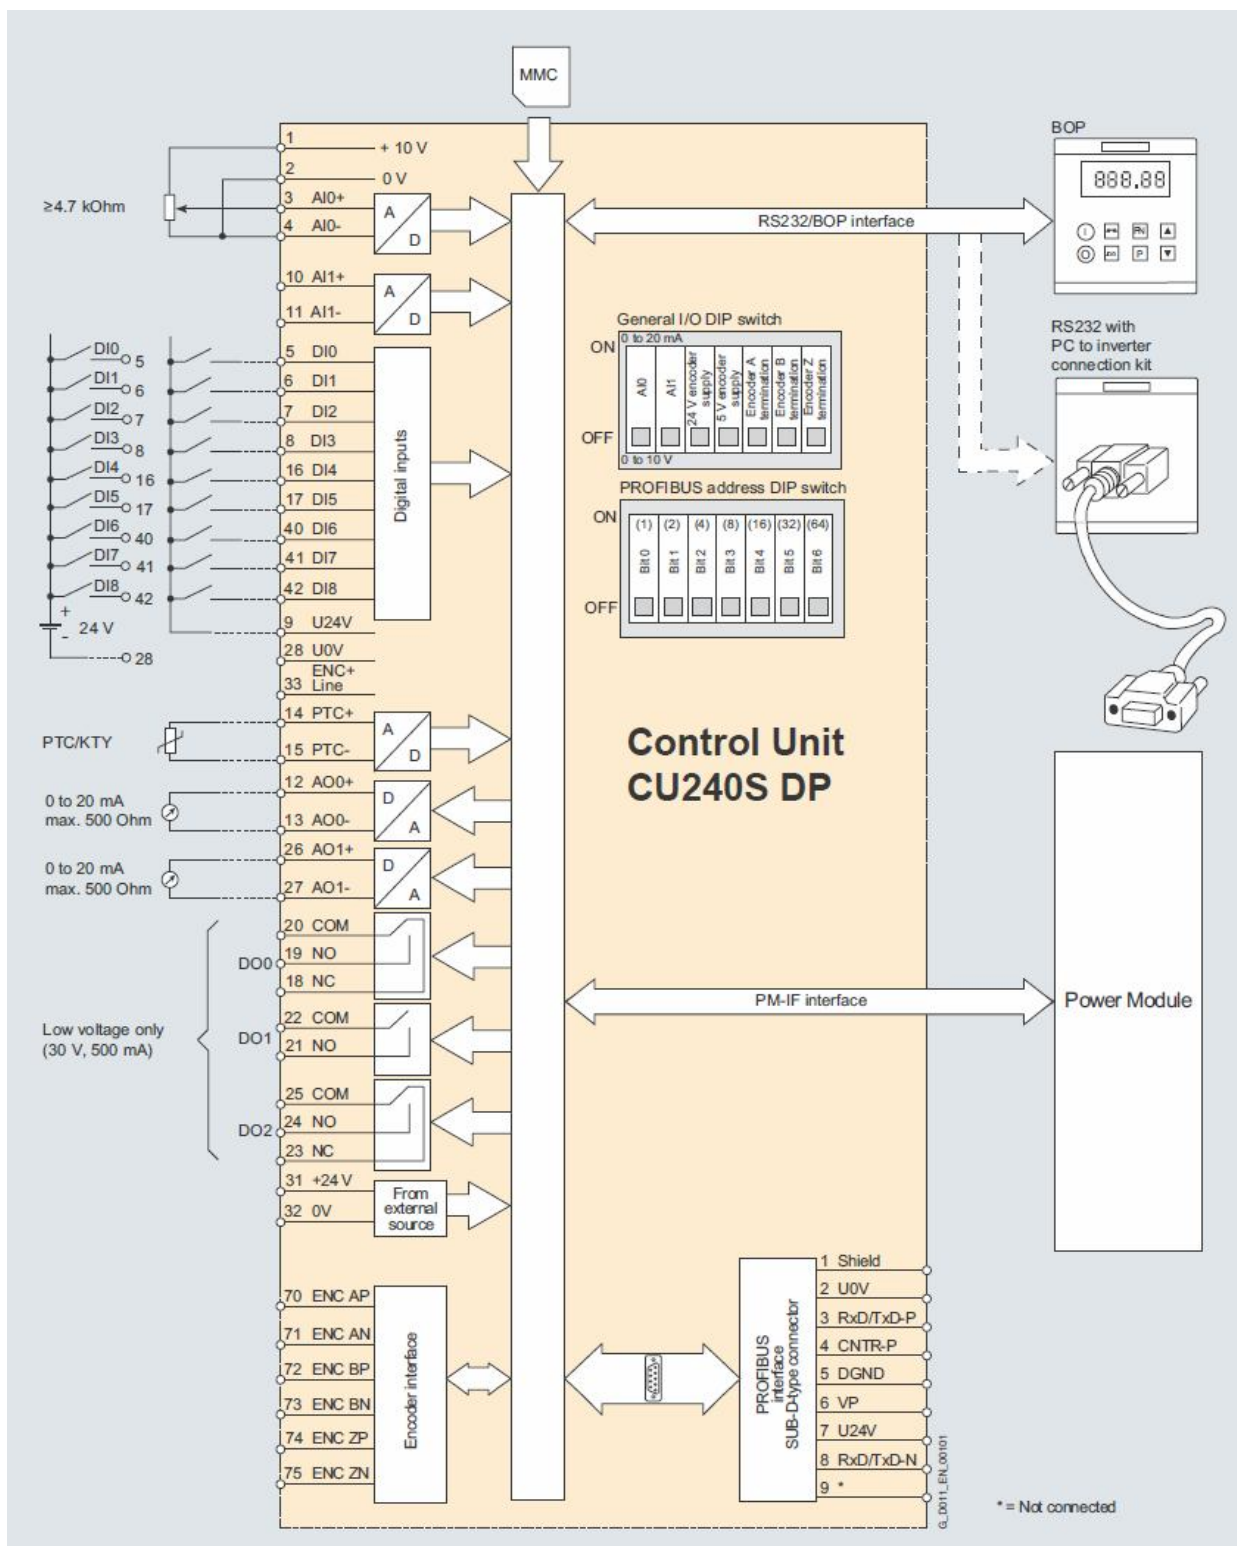 MMC
BOP
1
+ 10 V
2
0 V
≥4.7 kOhm
3 AI0+
4 AI0-
A
D
RS232/BOP interface
888.88
I
O
FN
P
10 AI1+
11 AI1-
A
D
RS232 with
PC to inverter
connection kit
General I/O DIP switch
ON
0 to 20 mA
AI0
AI1
24 V encoder
supply
5 V encoder
supply
Encoder A
termination
Encoder B
termination
Encoder Z
termination
OFF
0 to 10 V
PROFIBUS address DIP switch
ON
(1) (2) (4) (8) (16) (32) (64)
Bit 0
Bit 1
Bit 2
Bit 3
Bit 4
Bit 5
Bit 6
OFF
DI0 5
DI1 6
DI2 7
DI3 8
DI4 16
DI5 17
DI6 40
DI7 41
DI8 42
+
24 V
-
28
5 DI0
6 DI1
7 DI2
8 DI3
16 DI4
17 DI5
40 DI6
41 DI7
42 DI8
Digital inputs
9 U24V
28 U0V
ENC+
33 Line
14 PTC+
PTC/KTY
15 PTC-
A
D
Control Unit
CU240S DP
12 AO0+
0 to 20 mA
max. 500 Ohm
13 AO0-
D
A
26 AO1+
0 to 20 mA
max. 500 Ohm
27 AO1-
D
A
20 COM
DO0
19 NO
18 NC
22 COM
DO1
21 NO
Low voltage only
(30 V, 500 mA)
25 COM
24 NO
DO2
23 NC
PM-IF interface
Power Module
31 +24 V
32 0V
From
external
source
70 ENC AP
71 ENC AN
72 ENC BP
73 ENC BN
74 ENC ZP
75 ENC ZN
Encoder interface
PROFIBUS
interface
SUB-D-type connector
1 Shield
2 U0V
3 RxD/TxD-P
4 CNTR-P
5 DGND
6 VP
7 U24V
8 RxD/TxD-N
9 *
G_D011_EN_00101
* = Not connected